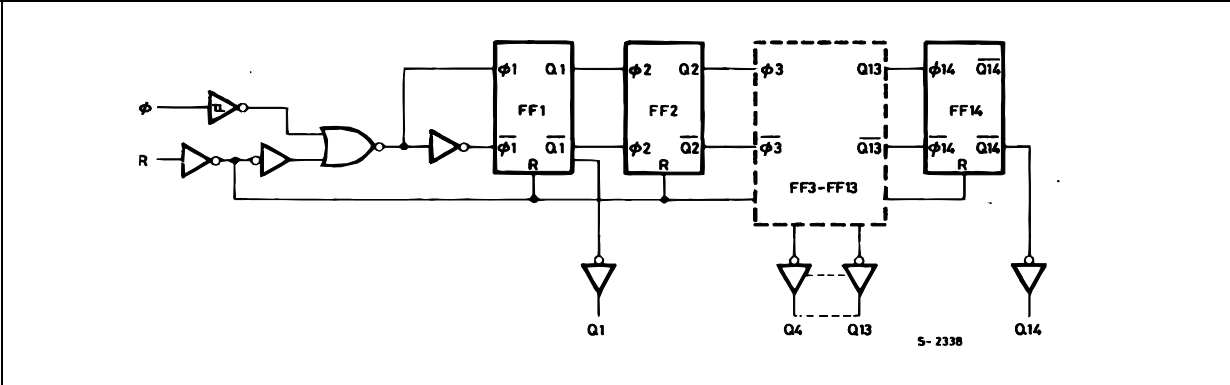 ϕ1 Q1 ϕ2 Q2 ϕ3 Q13 ϕ14 Q̅1̅4̅
ϕ
FF1 FF2 FF14
R
ϕ̅1̅ Q̅1̅ ϕ2 Q̅2̅ ϕ̅3̅ Q̅1̅3̅ ϕ̅1̅4̅ Q̅1̅4̅
R R R
FF3-FF13
Q1 Q4 Q13 Q14
S-2338